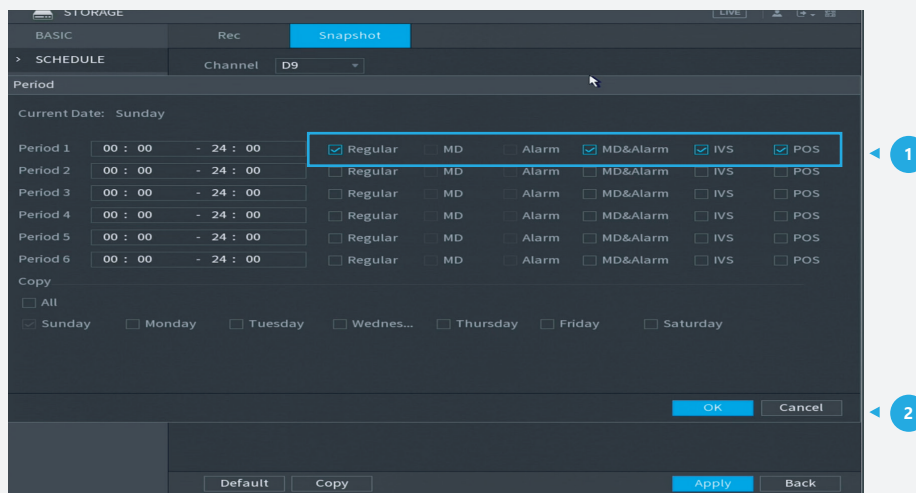 STORAGE LIVE
BASIC Rec Snapshot
> SCHEDULE Channel D9
Period
Current Date: Sunday
Period 1 00 : 00 - 24 : 00 Regular MD Alarm MD&Alarm IVS POS 1
Period 2 00 : 00 - 24 : 00 Regular MD Alarm MD&Alarm IVS POS
Period 3 00 : 00 - 24 : 00 Regular MD Alarm MD&Alarm IVS POS
Period 4 00 : 00 - 24 : 00 Regular MD Alarm MD&Alarm IVS POS
Period 5 00 : 00 - 24 : 00 Regular MD Alarm MD&Alarm IVS POS
Period 6 00 : 00 - 24 : 00 Regular MD Alarm MD&Alarm IVS POS
Copy
All
Sunday Monday Tuesday Wednes... Thursday Friday Saturday
OK Cancel 2
Default Copy Apply Back